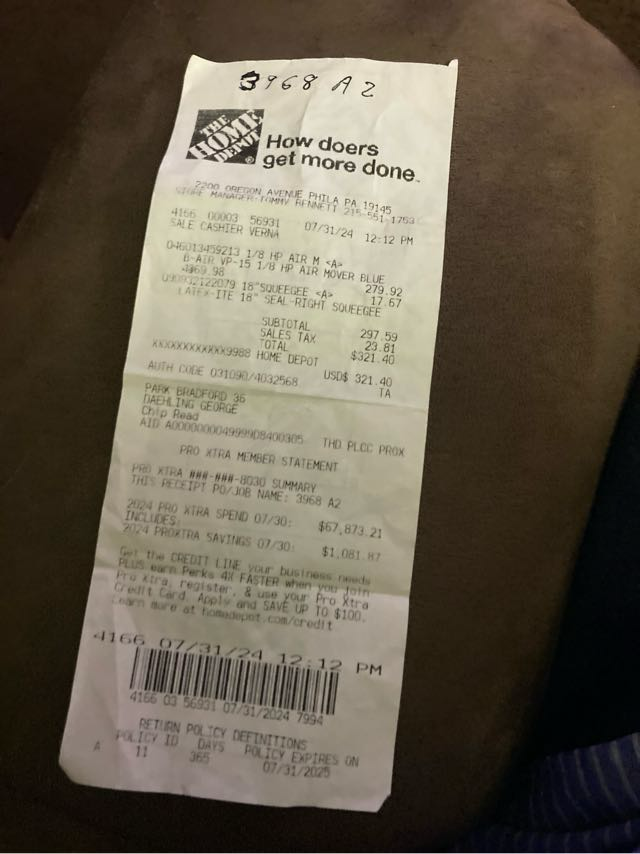 3968 A2
THE HOME DEPOT
How doers
get more done.
2200 OREGON AVENUE PHILA PA 19145
STORE MANAGER-TOMMY BENNETT 215-551-1753
4166 00003 56931 07/31/24 12:12 PM
SALE CASHIER VERNA
046013459213 1/8 HP AIR M <A>
B-AIR VP-15 1/8 HP AIR MOVER BLUE
4@69.98 279.92
090932122079 18"SQUEEGEE <A> 17.67
LATEX-ITE 18" SEAL-RIGHT SQUEEGEE
SUBTOTAL 297.59
SALES TAX 23.81
TOTAL $321.40
XXXXXXXXXXXX9988 HOME DEPOT
USD$ 321.40
AUTH CODE 031090/4032568 TA
PARK BRADFORD 36
DAEHLING GEORGE
Chip Read
AID A0000000049999D8400305 THD PLCC PROX
PRO XTRA MEMBER STATEMENT
PRO XTRA ###-###-8030 SUMMARY
THIS RECEIPT PO/JOB NAME: 3968 A2
2024 PRO XTRA SPEND 07/30: $67,873.21
INCLUDES:
2024 PROXTRA SAVINGS 07/30: $1,081.87
Get the CREDIT LINE your business needs
PLUS earn Perks 4X FASTER when you join
Pro Xtra, register, & use your Pro Xtra
Credit Card. Apply and SAVE UP TO $100.
Learn more at homedepot.com/credit
4166 07/31/24 12:12 PM
4166 03 56931 07/31/2024 7994
RETURN POLICY DEFINITIONS
POLICY ID DAYS POLICY EXPIRES ON
A 11 365 07/31/2025